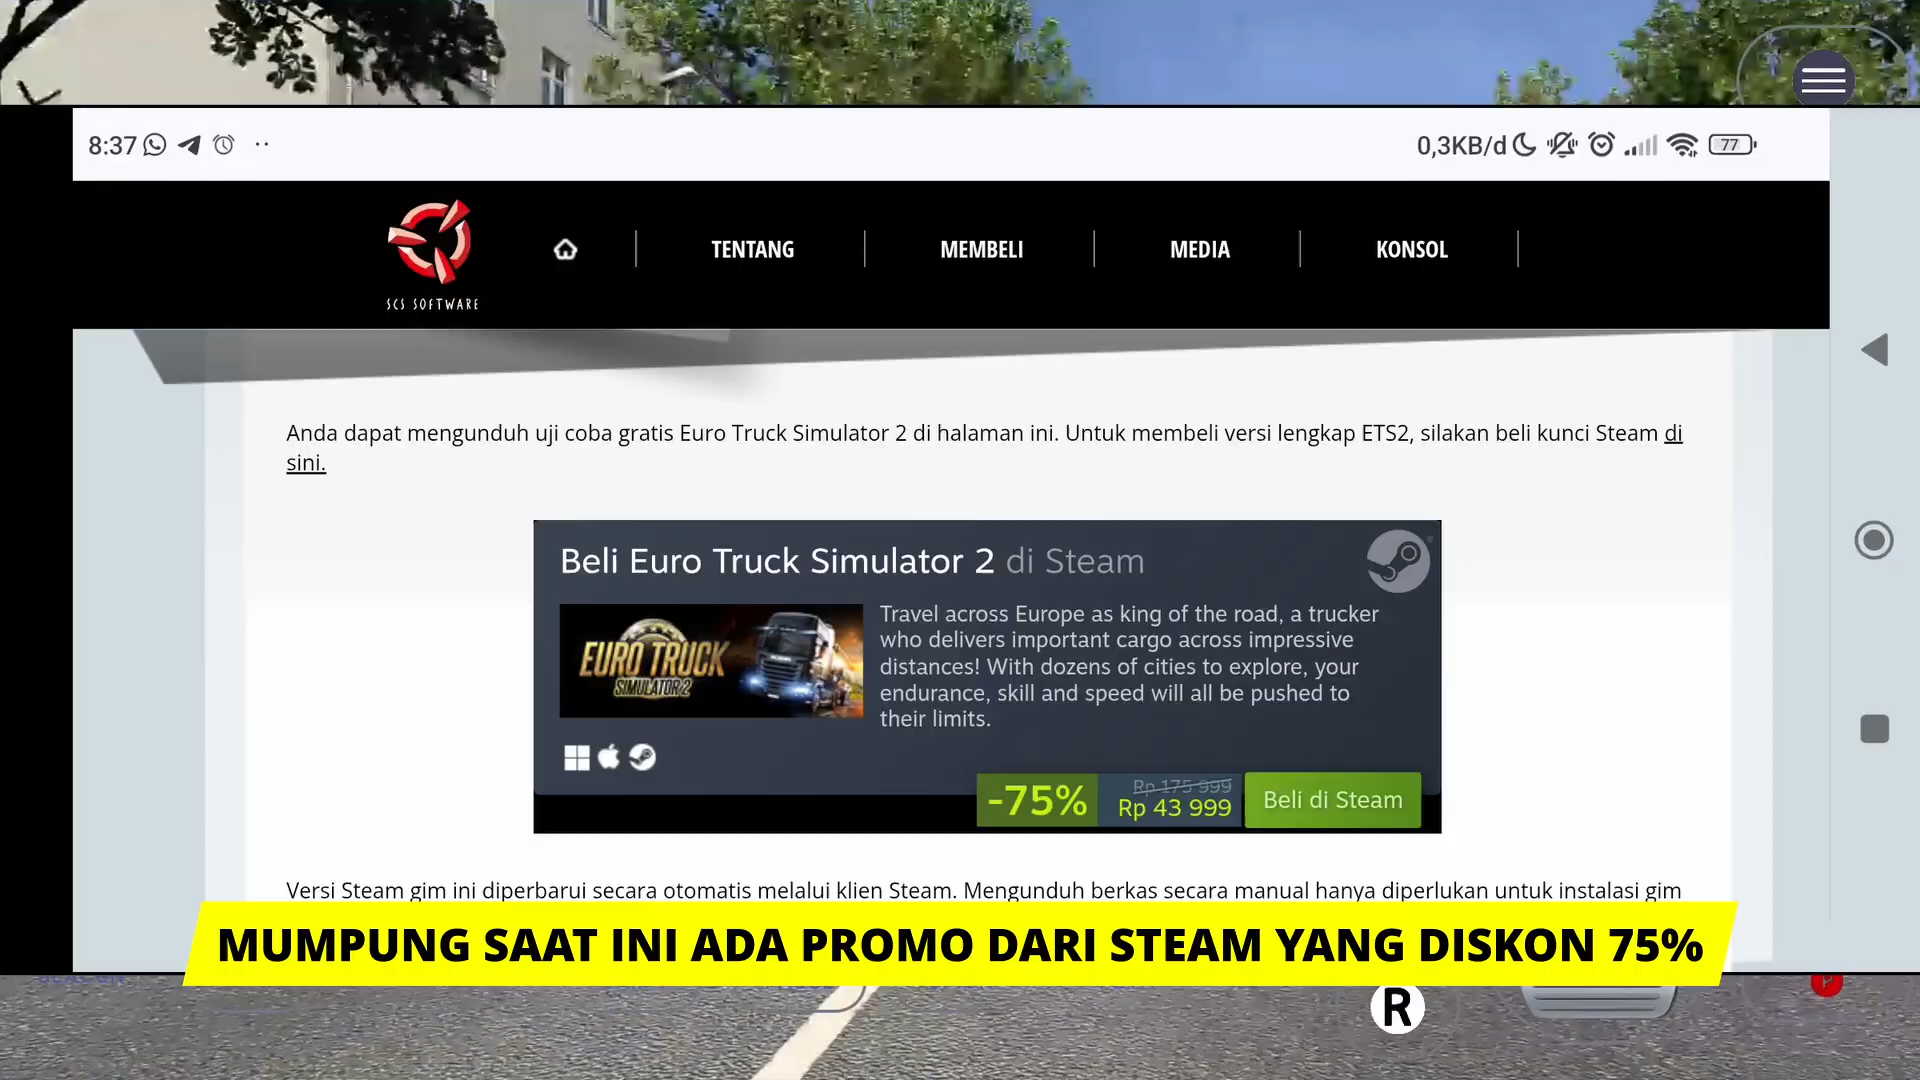 8:37
0,3KB/d
77
SCS SOFTWARE
TENTANG
MEMBELI
MEDIA
KONSOL
Anda dapat mengunduh uji coba gratis Euro Truck Simulator 2 di halaman ini. Untuk membeli versi lengkap ETS2, silakan beli kunci Steam di
sini.
Beli Euro Truck Simulator 2 di Steam
EURO TRUCK
SIMULATOR 2
Travel across Europe as king of the road, a trucker
who delivers important cargo across impressive
distances! With dozens of cities to explore, your
endurance, skill and speed will all be pushed to
their limits.
-75%
Rp 175 999
Rp 43 999
Beli di Steam
Versi Steam gim ini diperbarui secara otomatis melalui klien Steam. Mengunduh berkas secara manual hanya diperlukan untuk instalasi gim
MUMPUNG SAAT INI ADA PROMO DARI STEAM YANG DISKON 75%
R
P